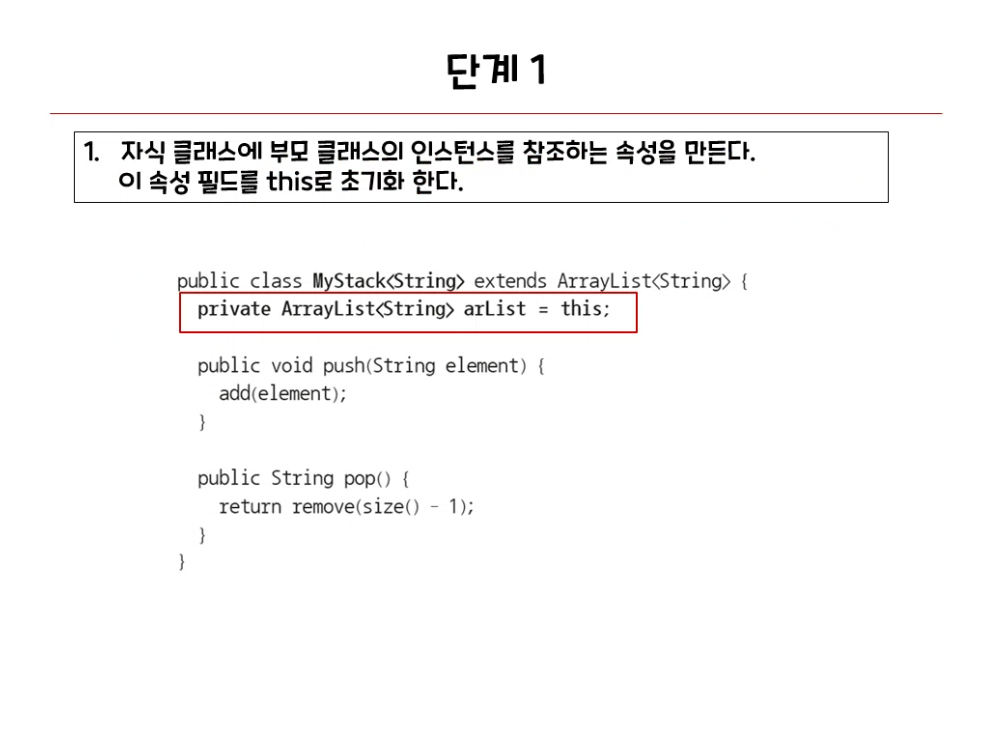 단계 1
1. 자식 클래스에 부모 클래스의 인스턴스를 참조하는 속성을 만든다.
이 속성 필드를 this로 초기화 한다.
public class MyStack<String> extends ArrayList<String> {
private ArrayList<String> arList = this;
public void push(String element) {
add(element);
}
public String pop() {
return remove(size() - 1);
}
}